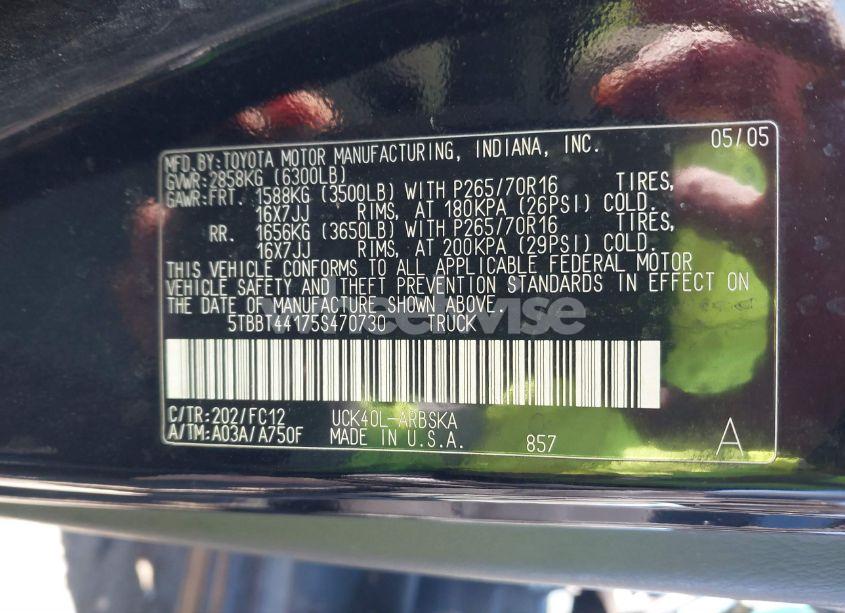 MFD. BY: TOYOTA MOTOR MANUFACTURING, INDIANA, INC. 05/05
GVWR: 2858KG (6300LB)
GAWR: FRT. 1588KG (3500LB) WITH P265/70R16 TIRES,
16X7JJ RIMS, AT 180KPA (26PSI) COLD.
RR. 1656KG (3650LB) WITH P265/70R16 TIRES,
16X7JJ RIMS, AT 200KPA (29PSI) COLD.
THIS VEHICLE CONFORMS TO ALL APPLICABLE FEDERAL MOTOR
VEHICLE SAFETY AND THEFT PREVENTION STANDARDS IN EFFECT ON
THE DATE OF MANUFACTURE SHOWN ABOVE.
5TBBT44175S470730 TRUCK
C/TR: 202/FC12 UCK40L-ARBSKA
A/TM: A03A/A750F MADE IN U.S.A. 857 A